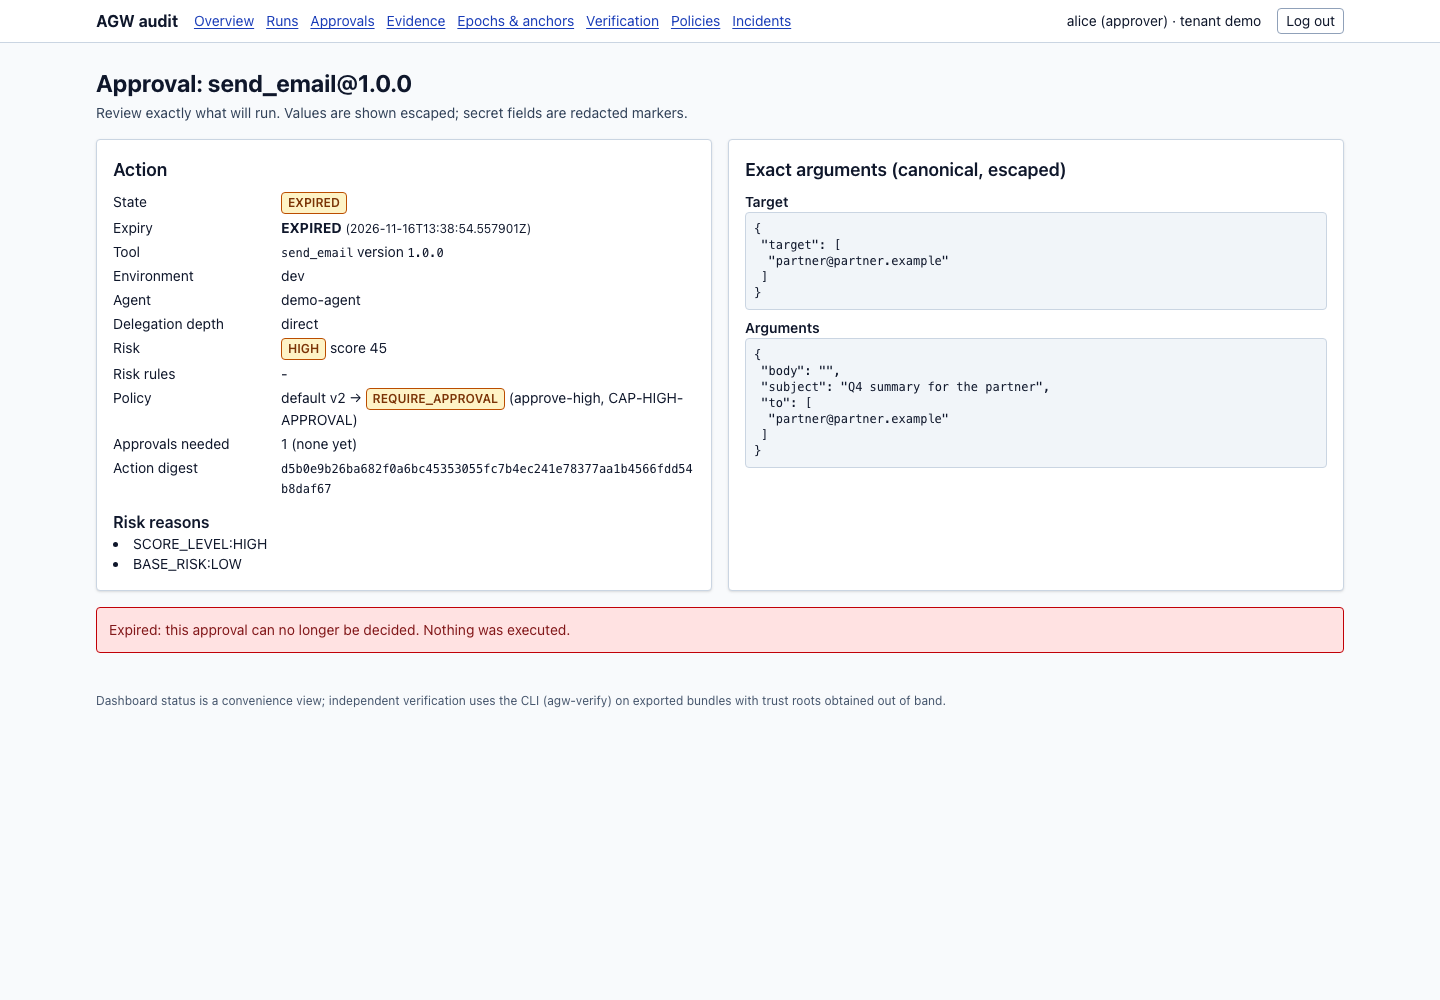 AGW audit Overview Runs Approvals Evidence Epochs & anchors Verification Policies Incidents alice (approver) · tenant demo Log out
Approval: send_email@1.0.0
Review exactly what will run. Values are shown escaped; secret fields are redacted markers.
Action
State EXPIRED
Expiry EXPIRED (2026-11-16T13:38:54.557901Z)
Tool send_email version 1.0.0
Environment dev
Agent demo-agent
Delegation depth direct
Risk HIGH score 45
Risk rules -
Policy default v2 → REQUIRE_APPROVAL (approve-high, CAP-HIGH-
APPROVAL)
Approvals needed 1 (none yet)
Action digest d5b0e9b26ba682f0a6bc45353055fc7b4ec241e78377aa1b4566fdd54
b8daf67
Risk reasons
• SCORE_LEVEL:HIGH
• BASE_RISK:LOW
Exact arguments (canonical, escaped)
Target
{
"target": [
"partner@partner.example"
]
}
Arguments
{
"body": "",
"subject": "Q4 summary for the partner",
"to": [
"partner@partner.example"
]
}
Expired: this approval can no longer be decided. Nothing was executed.
Dashboard status is a convenience view; independent verification uses the CLI (agw-verify) on exported bundles with trust roots obtained out of band.